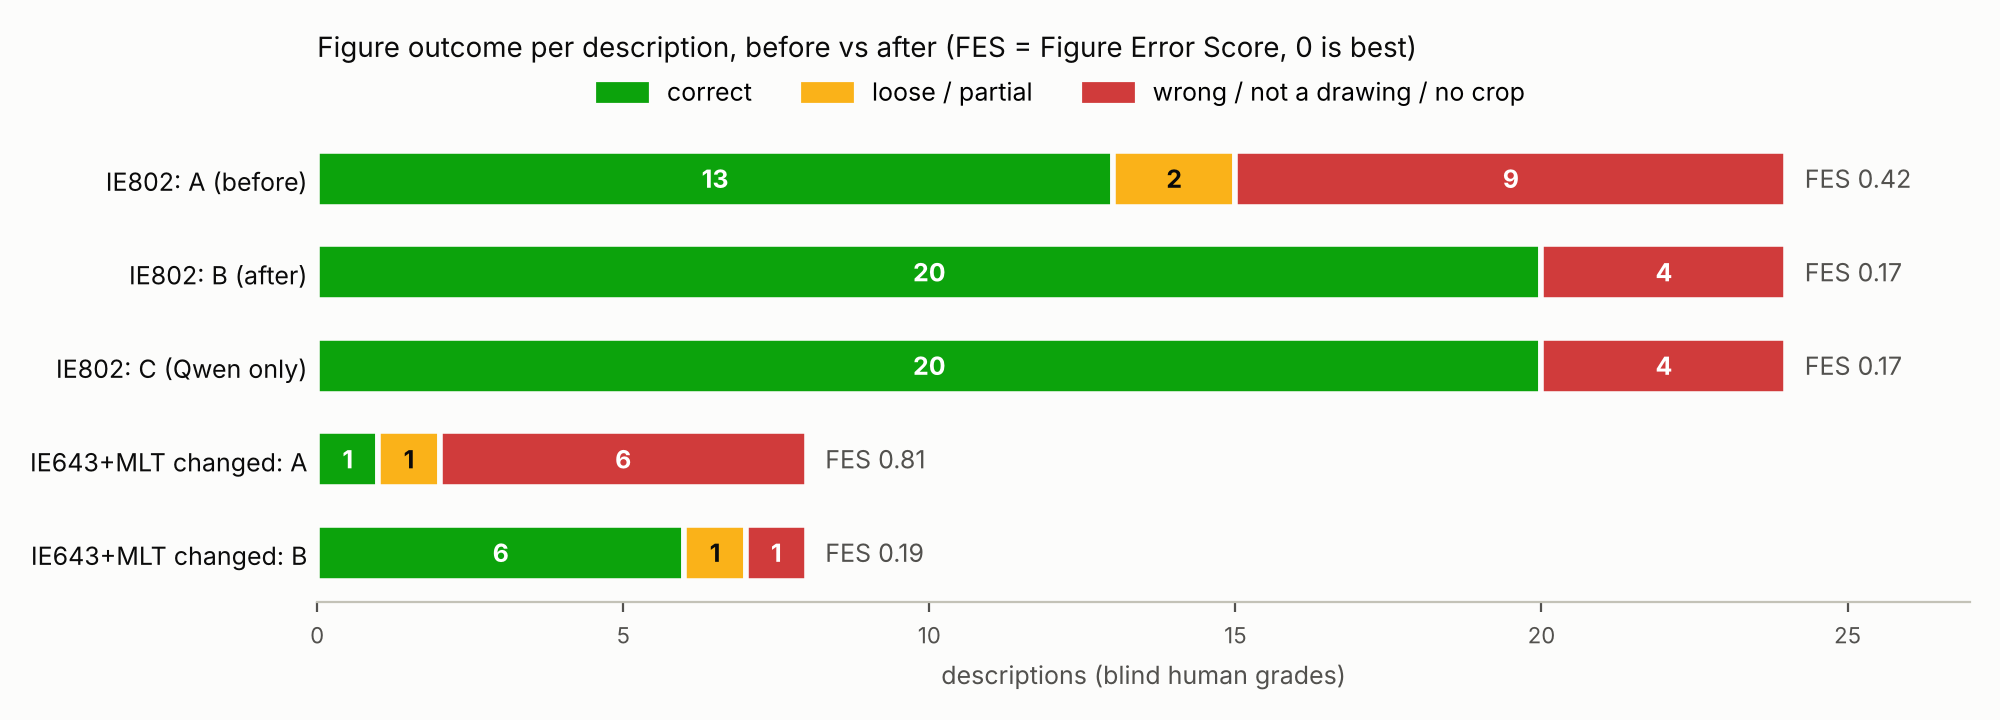 Figure outcome per description, before vs after (FES = Figure Error Score, 0 is best)
correct loose / partial wrong / not a drawing / no crop
IE802: A (before) 13 2 9 FES 0.42
IE802: B (after) 20 4 FES 0.17
IE802: C (Qwen only) 20 4 FES 0.17
IE643+MLT changed: A 1 1 6 FES 0.81
IE643+MLT changed: B 6 1 1 FES 0.19
0 5 10 15 20 25
descriptions (blind human grades)